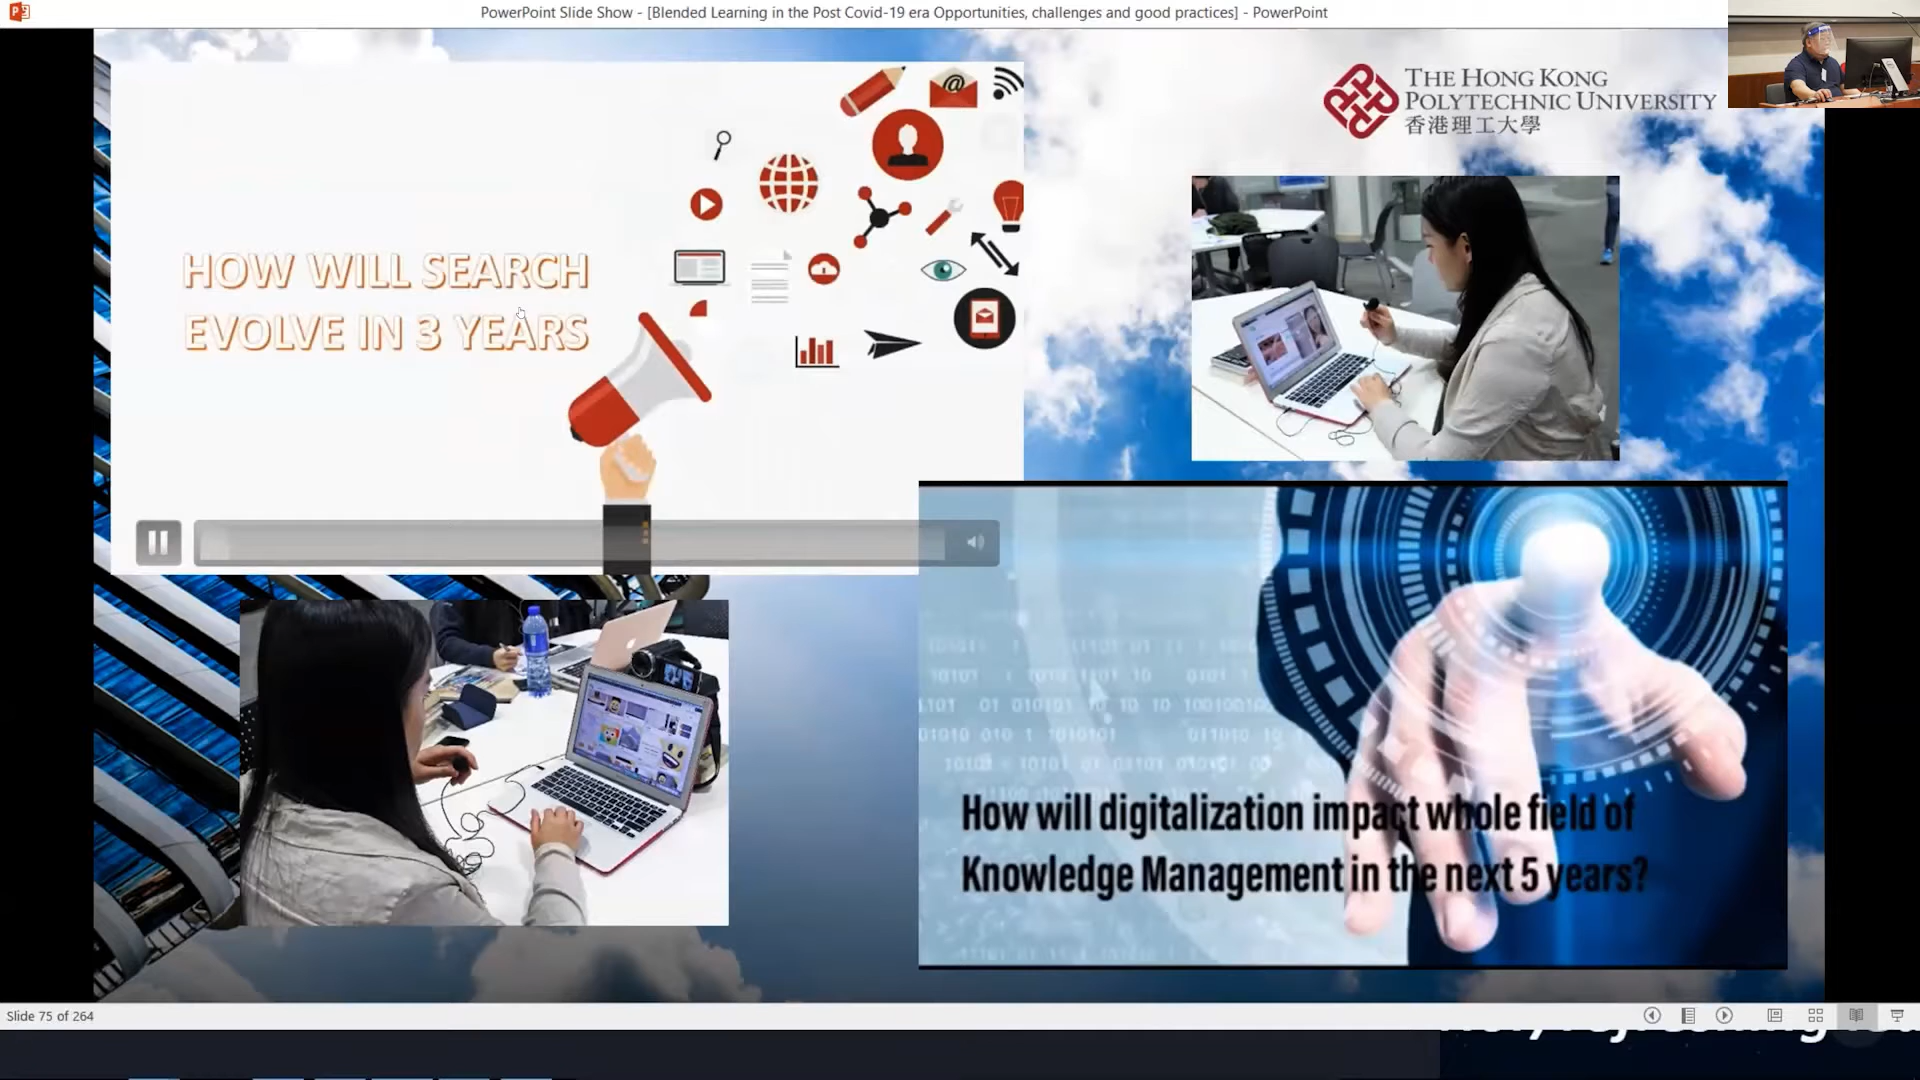 PowerPoint Slide Show - [Blended Learning in the Post Covid-19 era Opportunities, challenges and good practices] - PowerPoint
THE HONG KONG
POLYTECHNIC UNIVERSITY
香港理工大學
HOW WILL SEARCH
EVOLVE IN 3 YEARS
How will digitalization impact whole field of
Knowledge Management in the next 5 years?
Slide 75 of 264